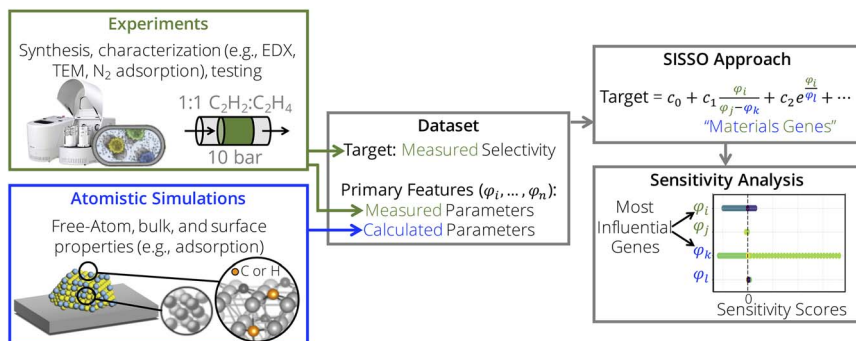 Experiments
Synthesis, characterization (e.g., EDX,
TEM, N₂ adsorption), testing
1:1 C₂H₂:C₂H₄
10 bar
Atomistic Simulations
Free-Atom, bulk, and surface
properties (e.g., adsorption)
C or H
Dataset
Target: Measured Selectivity
Primary Features (φᵢ, ..., φₙ):
Measured Parameters
Calculated Parameters
SISSO Approach
Target = c₀ + c₁ φᵢ/(φⱼ−φₖ) + c₂e^(φᵢ/φₗ) + ⋯
"Materials Genes"
Sensitivity Analysis
Most
Influential
Genes
φᵢ
φⱼ
φₖ
φₗ
0
Sensitivity Scores